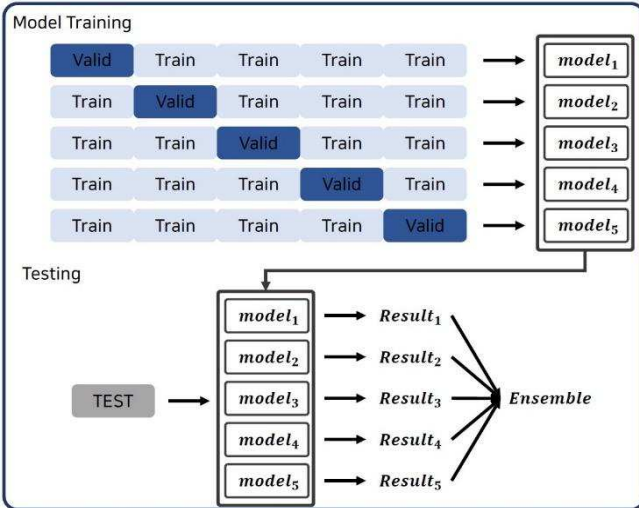 Model Training
Valid Train Train Train Train → model₁
Train Valid Train Train Train → model₂
Train Train Valid Train Train → model₃
Train Train Train Valid Train → model₄
Train Train Train Train Valid → model₅
Testing
model₁ → Result₁
model₂ → Result₂
TEST → model₃ → Result₃ → Ensemble
model₄ → Result₄
model₅ → Result₅